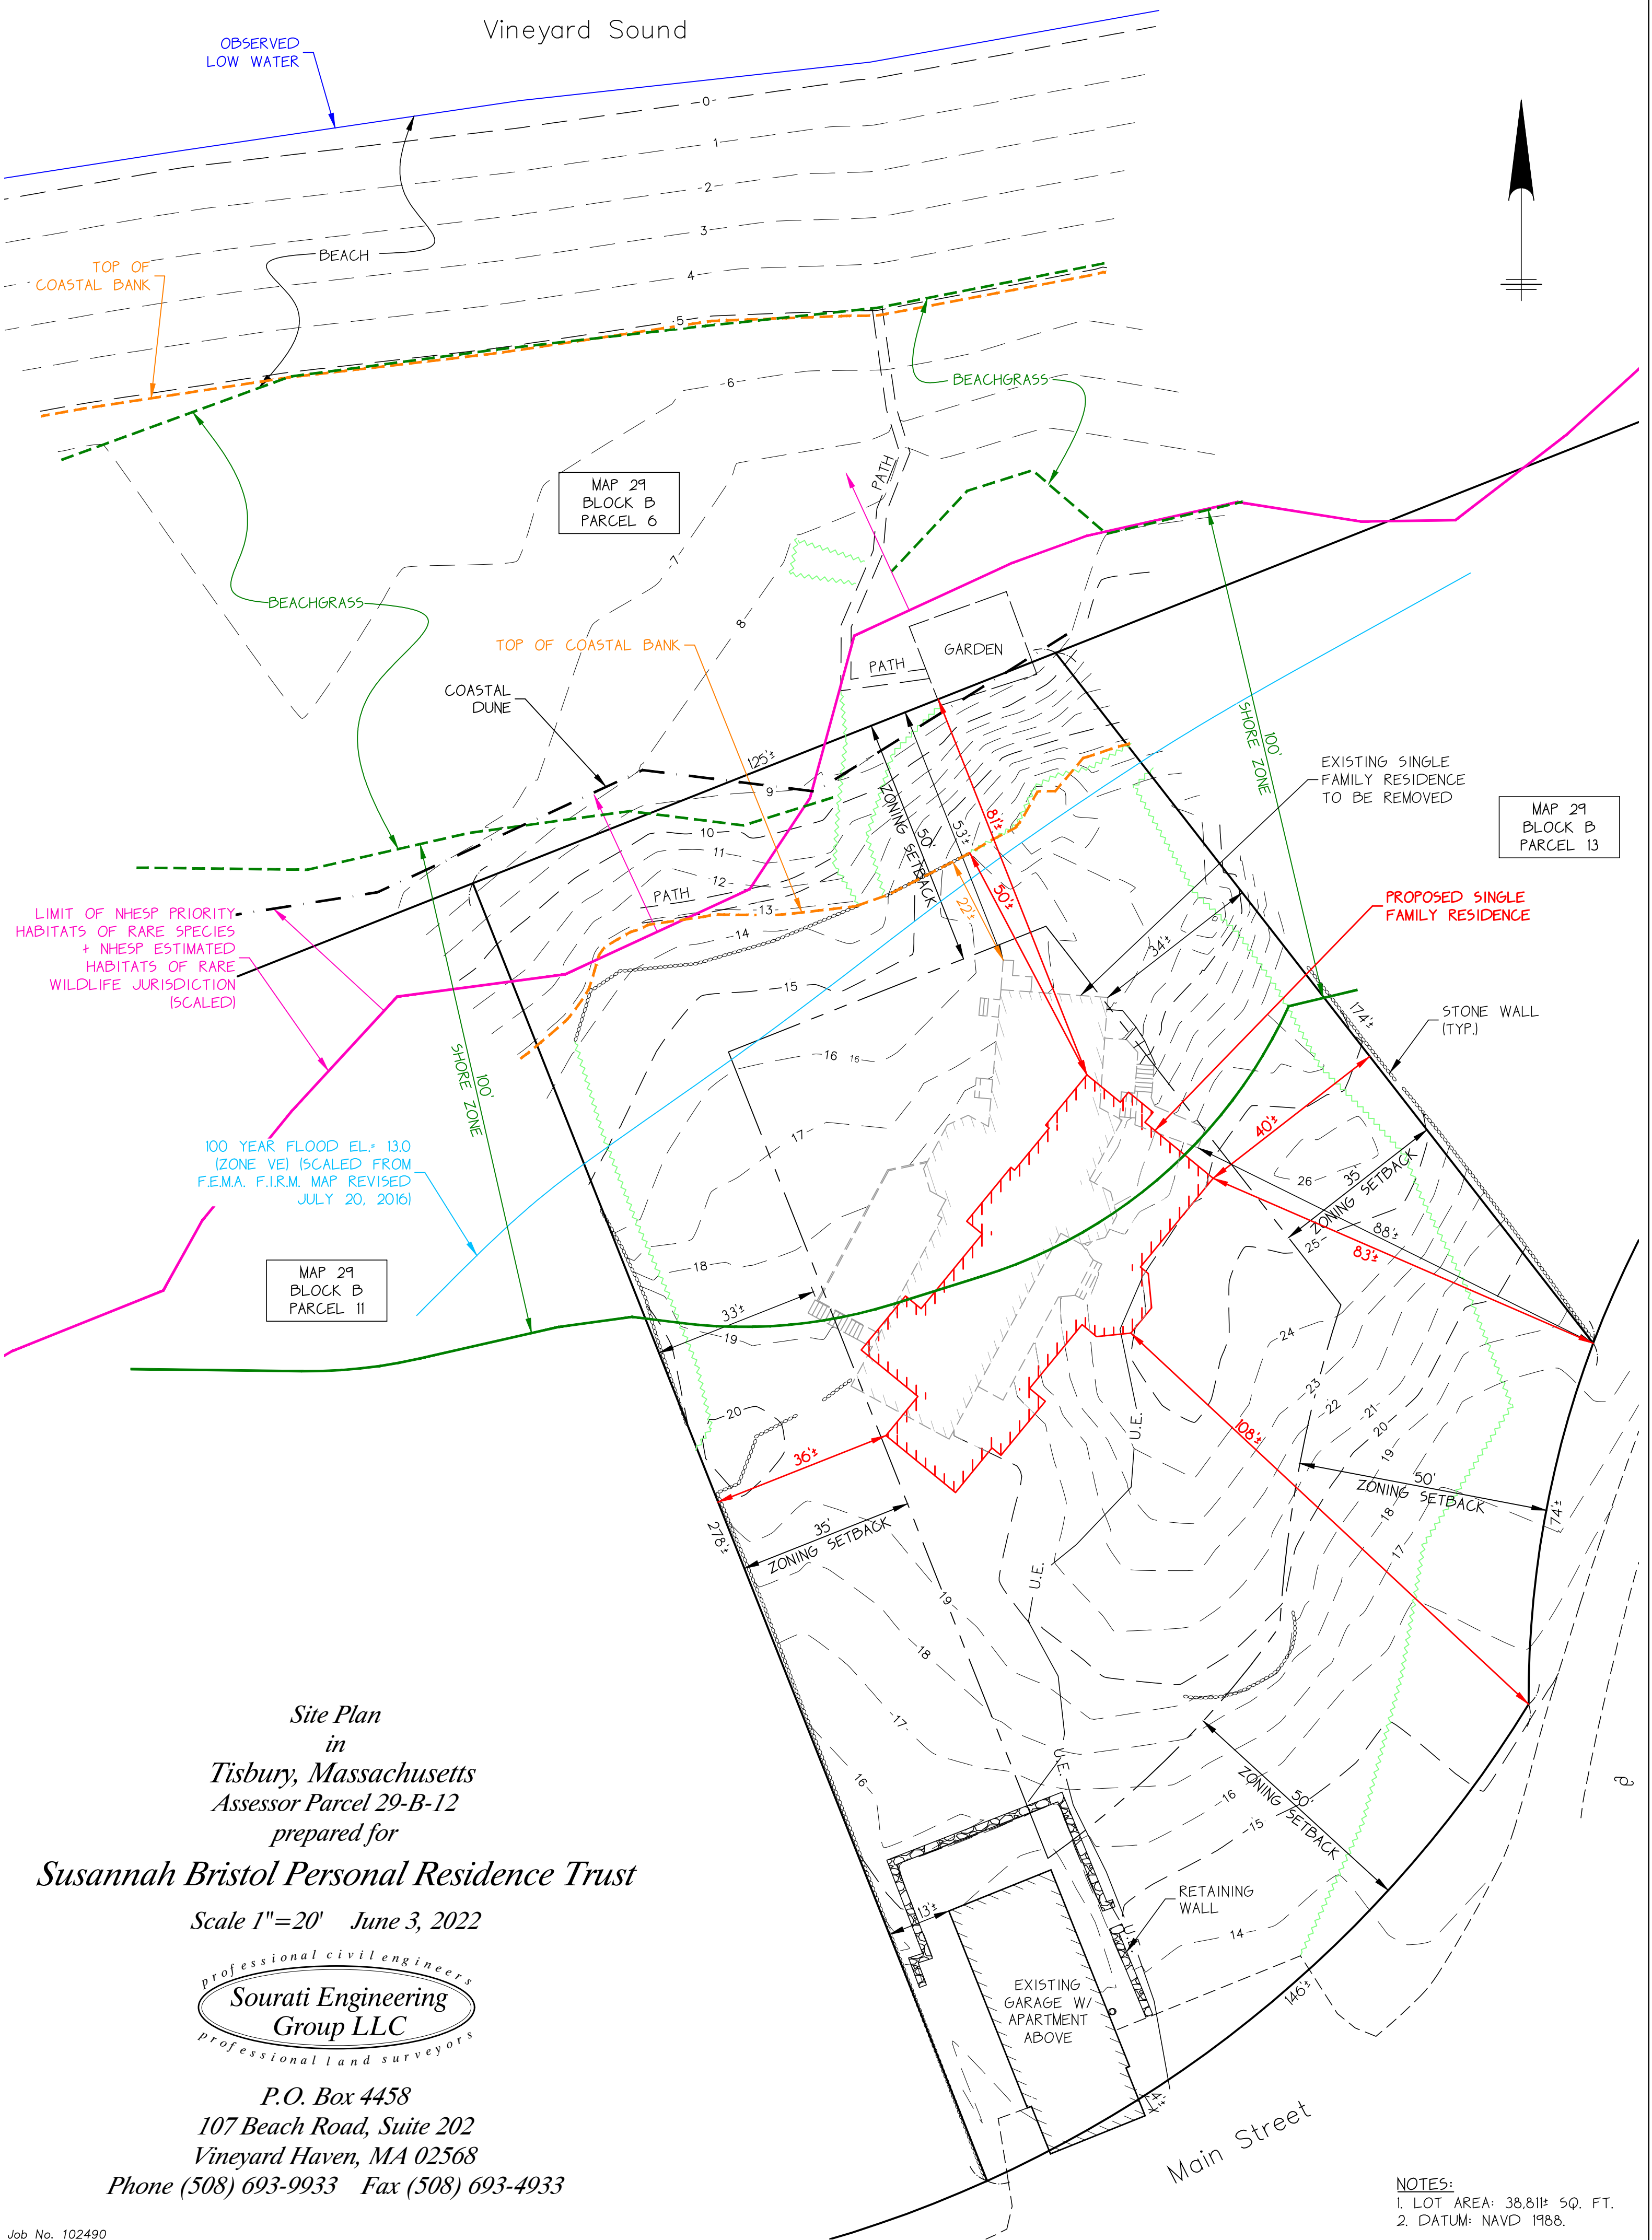 Vineyard Sound
OBSERVED
LOW WATER
-0-
1
-2-
3
4
5
-6-
BEACH
TOP OF
COASTAL BANK
BEACHGRASS
PATH
MAP 29
BLOCK B
PARCEL 6
-7-
8
BEACHGRASS
TOP OF COASTAL BANK
COASTAL
DUNE
PATH
GARDEN
125'±
9
10
11
12
13
14
PATH
ZONING SETBACK
50'
53'±
81'±
50'±
22'±
100'
SHORE ZONE
EXISTING SINGLE
FAMILY RESIDENCE
TO BE REMOVED
MAP 29
BLOCK B
PARCEL 13
PROPOSED SINGLE
FAMILY RESIDENCE
LIMIT OF NHESP PRIORITY
HABITATS OF RARE SPECIES
+ NHESP ESTIMATED
HABITATS OF RARE
WILDLIFE JURISDICTION
(SCALED)
34'±
-15
16
16
174'±
STONE WALL
(TYP.)
100'
SHORE ZONE
100 YEAR FLOOD EL.= 13.0
(ZONE VE) (SCALED FROM
F.E.M.A. F.I.R.M. MAP REVISED
JULY 20, 2016)
17
40'±
26
35'
ZONING SETBACK
25
88'±
83'±
MAP 29
BLOCK B
PARCEL 11
18
33'±
19
20
24
23
22
21
20
19
18
17
U.E.
108'±
36'±
278'±
35'
ZONING SETBACK
50'
ZONING SETBACK
74'±
U.E.
19
18
17
16
U.E.
50'
ZONING SETBACK
16
15
14
RETAINING
WALL
13'±
U.E.
EXISTING
GARAGE W/
APARTMENT
ABOVE
146'±
4'±
Main Street
Site Plan
in
Tisbury, Massachusetts
Assessor Parcel 29-B-12
prepared for
Susannah Bristol Personal Residence Trust
Scale 1"=20' June 3, 2022
professional civil engineers
Sourati Engineering
Group LLC
professional land surveyors
P.O. Box 4458
107 Beach Road, Suite 202
Vineyard Haven, MA 02568
Phone (508) 693-9933 Fax (508) 693-4933
NOTES:
1. LOT AREA: 38,811± SQ. FT.
2. DATUM: NAVD 1988.
Job No. 102490